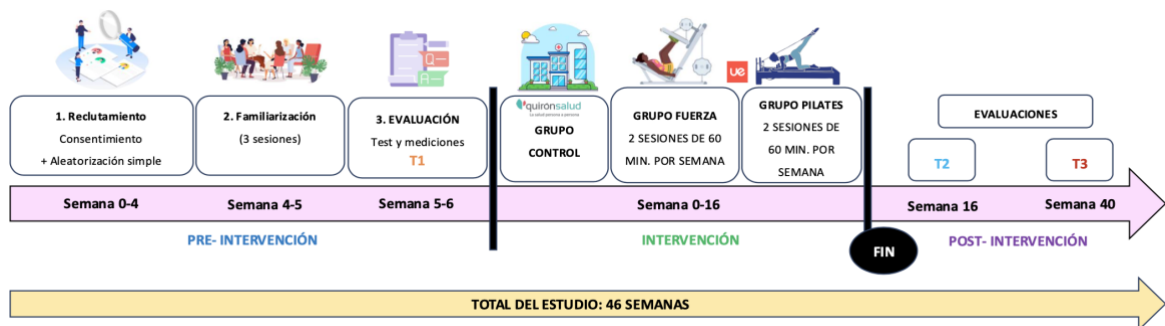 Q
A
ue
quirónsalud
La salud persona a persona
1. Reclutamiento
Consentimiento
+ Aleatorización simple
2. Familiarización
(3 sesiones)
3. EVALUACIÓN
Test y mediciones
T1
GRUPO
CONTROL
GRUPO FUERZA
2 SESIONES DE 60
MIN. POR SEMANA
GRUPO PILATES
2 SESIONES DE
60 MIN. POR
SEMANA
EVALUACIONES
T2
T3
Semana 0-4
Semana 4-5
Semana 5-6
Semana 0-16
Semana 16
Semana 40
PRE- INTERVENCIÓN
INTERVENCIÓN
FIN
POST- INTERVENCIÓN
TOTAL DEL ESTUDIO: 46 SEMANAS